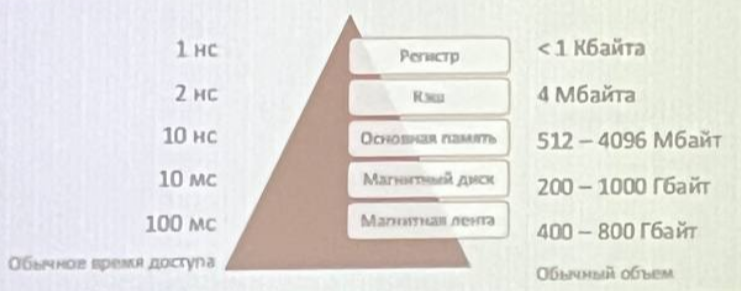 1 нс Регистр < 1 Кбайта
2 нс Кэш 4 Мбайта
10 нс Основная память 512 – 4096 Мбайт
10 мс Магнитный диск 200 – 1000 Гбайт
100 мс Магнитная лента 400 – 800 Гбайт
Обычное время доступа
Обычный объем